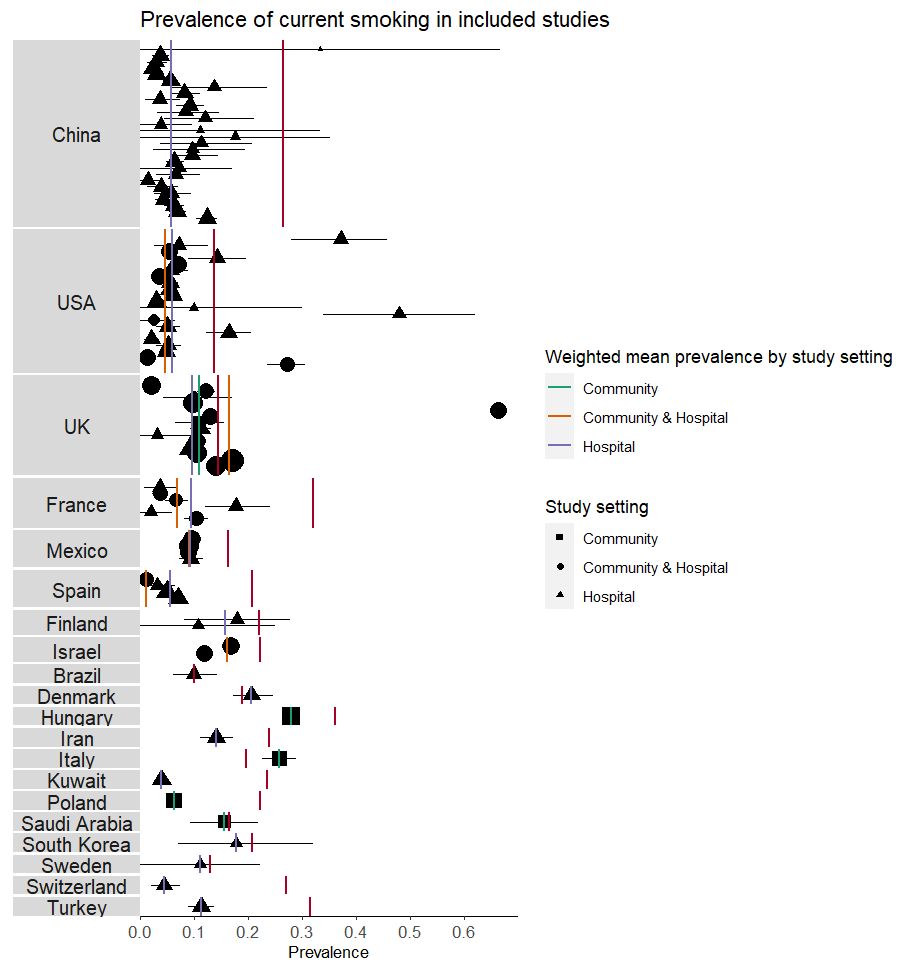 Prevalence of current smoking in included studies
China
USA
UK
France
Mexico
Spain
Finland
Israel
Brazil
Denmark
Hungary
Iran
Italy
Kuwait
Poland
Saudi Arabia
South Korea
Sweden
Switzerland
Turkey
0.0 0.1 0.2 0.3 0.4 0.5 0.6
Prevalence
Weighted mean prevalence by study setting
Community
Community & Hospital
Hospital
Study setting
Community
Community & Hospital
Hospital